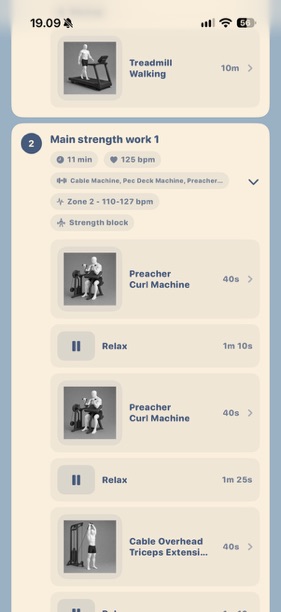 19.09
56
Treadmill
Walking
10m
2
Main strength work 1
11 min
125 bpm
Cable Machine, Pec Deck Machine, Preacher...
Zone 2 - 110-127 bpm
Strength block
Preacher
Curl Machine
40s
Relax
1m 10s
Preacher
Curl Machine
40s
Relax
1m 25s
Cable Overhead
Triceps Extensi...
40s